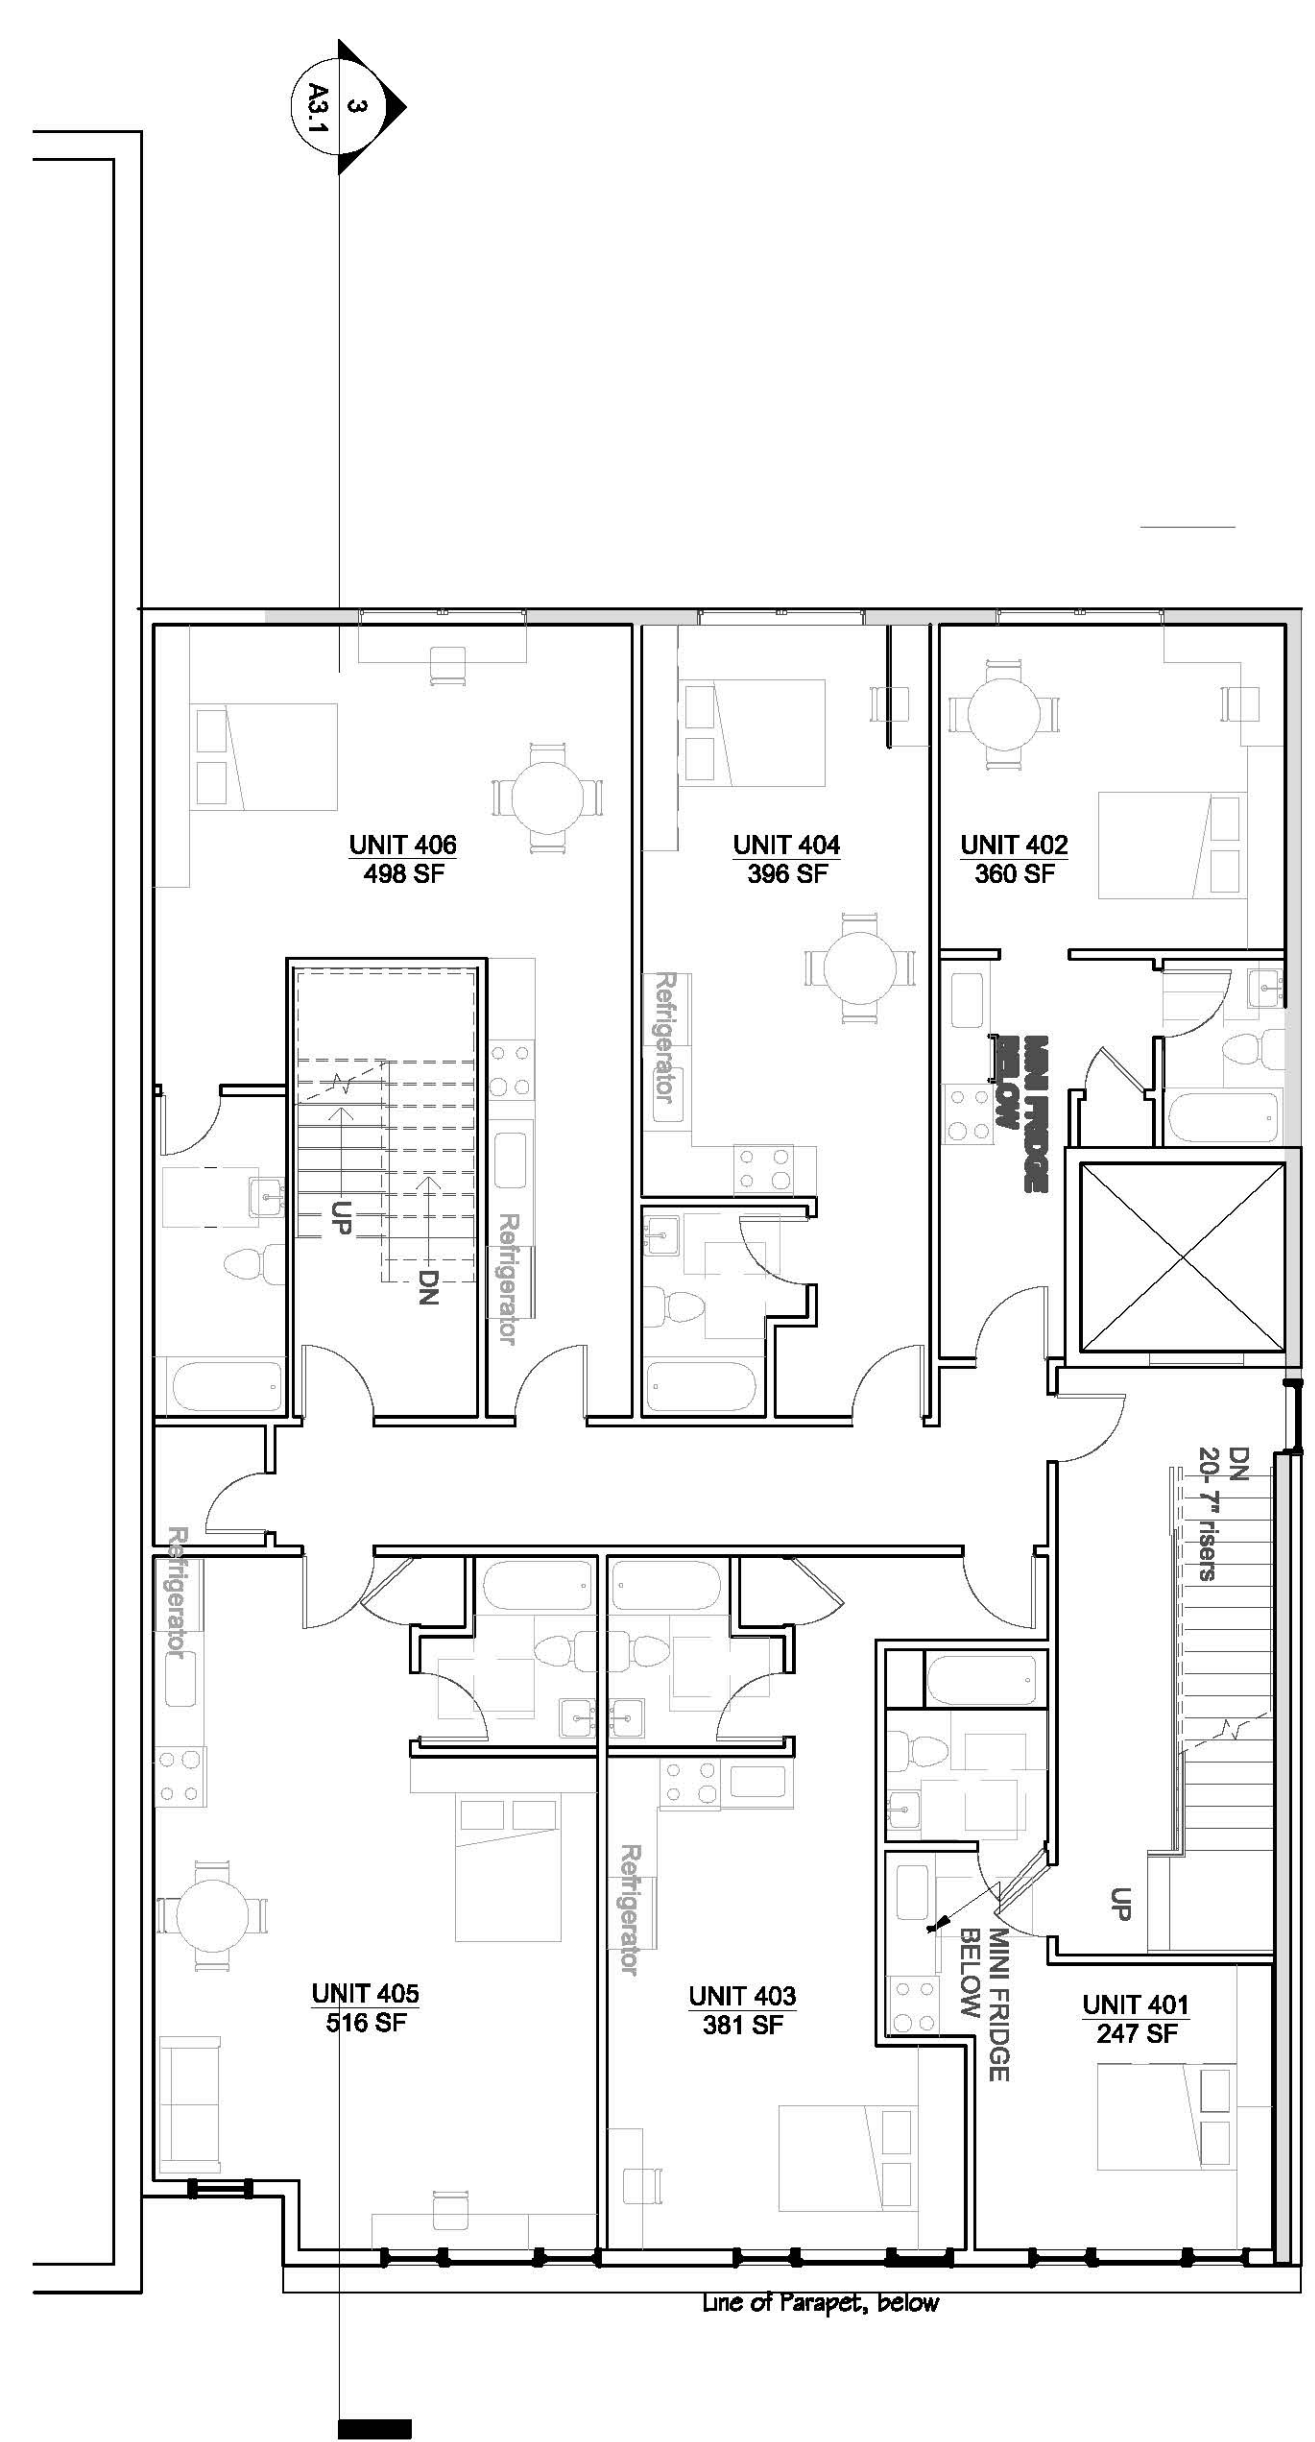 3
A3.1
UNIT 406
498 SF
UNIT 404
396 SF
UNIT 402
360 SF
Refrigerator
MINI FRIDGE
BELOW
UP
DN
Refrigerator
DN
20- 7" risers
Refrigerator
UP
Refrigerator
MINI FRIDGE
BELOW
UNIT 405
516 SF
UNIT 403
381 SF
UNIT 401
247 SF
Line of Parapet, below